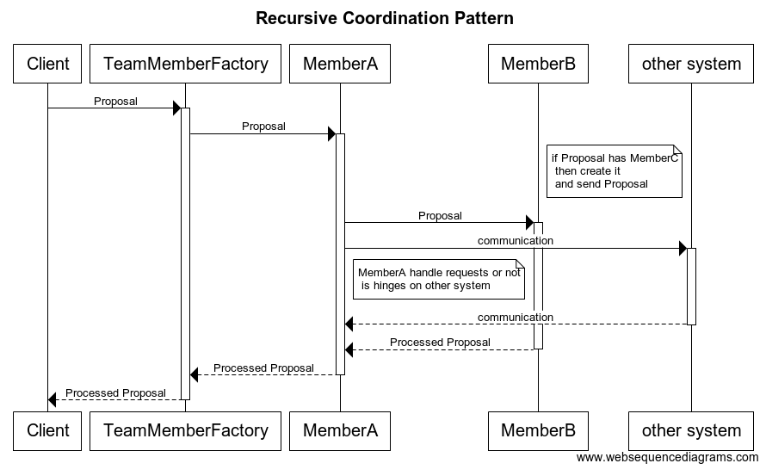 Recursive Coordination Pattern
Client
TeamMemberFactory
MemberA
MemberB
other system
Proposal
Proposal
if Proposal has MemberC
then create it
and send Proposal
Proposal
communication
MemberA handle requests or not
is hinges on other system
communication
Processed Proposal
Processed Proposal
Processed Proposal
Client
TeamMemberFactory
MemberA
MemberB
other system
www.websequencediagrams.com